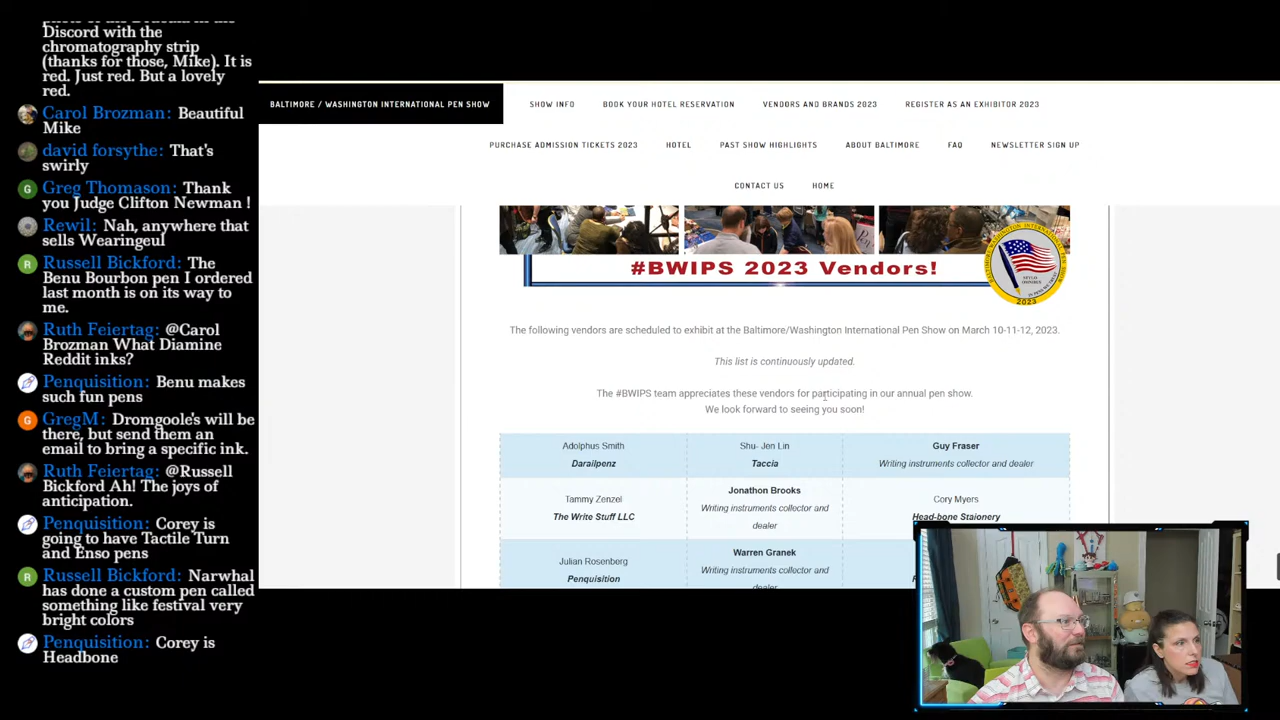 Discord with the
chromatography strip
(thanks for those, Mike). It is
red. Just red. But a lovely
red.
Carol Brozman: Beautiful
Mike
david forsythe: That's
swirly
Greg Thomason: Thank
you Judge Clifton Newman !
Rewil: Nah, anywhere that
sells Wearingeul
Russell Bickford: The
Benu Bourbon pen I ordered
last month is on its way to
me.
Ruth Feiertag: @Carol
Brozman What Diamine
Reddit inks?
Penquisition: Benu makes
such fun pens
GregM: Dromgoole's will be
there, but send them an
email to bring a specific ink.
Ruth Feiertag: @Russell
Bickford Ah! The joys of
anticipation.
Penquisition: Corey is
going to have Tactile Turn
and Enso pens
Russell Bickford: Narwhal
has done a custom pen called
something like festival very
bright colors
Penquisition: Corey is
Headbone
BALTIMORE / WASHINGTON INTERNATIONAL PEN SHOW
SHOW INFO
BOOK YOUR HOTEL RESERVATION
VENDORS AND BRANDS 2023
REGISTER AS AN EXHIBITOR 2023
PURCHASE ADMISSION TICKETS 2023
HOTEL
PAST SHOW HIGHLIGHTS
ABOUT BALTIMORE
FAQ
NEWSLETTER SIGN UP
CONTACT US
HOME
#BWIPS 2023 Vendors!
2023
The following vendors are scheduled to exhibit at the Baltimore/Washington International Pen Show on March 10-11-12, 2023.
This list is continuously updated.
The #BWIPS team appreciates these vendors for participating in our annual pen show.
We look forward to seeing you soon!
Adolphus Smith
Darailpenz
Shu- Jen Lin
Taccia
Guy Fraser
Writing instruments collector and dealer
Tammy Zenzel
The Write Stuff LLC
Jonathon Brooks
Writing instruments collector and
dealer
Cory Myers
Head-bone Staionery
Julian Rosenberg
Penquisition
Warren Granek
Writing instruments collector and
dealer